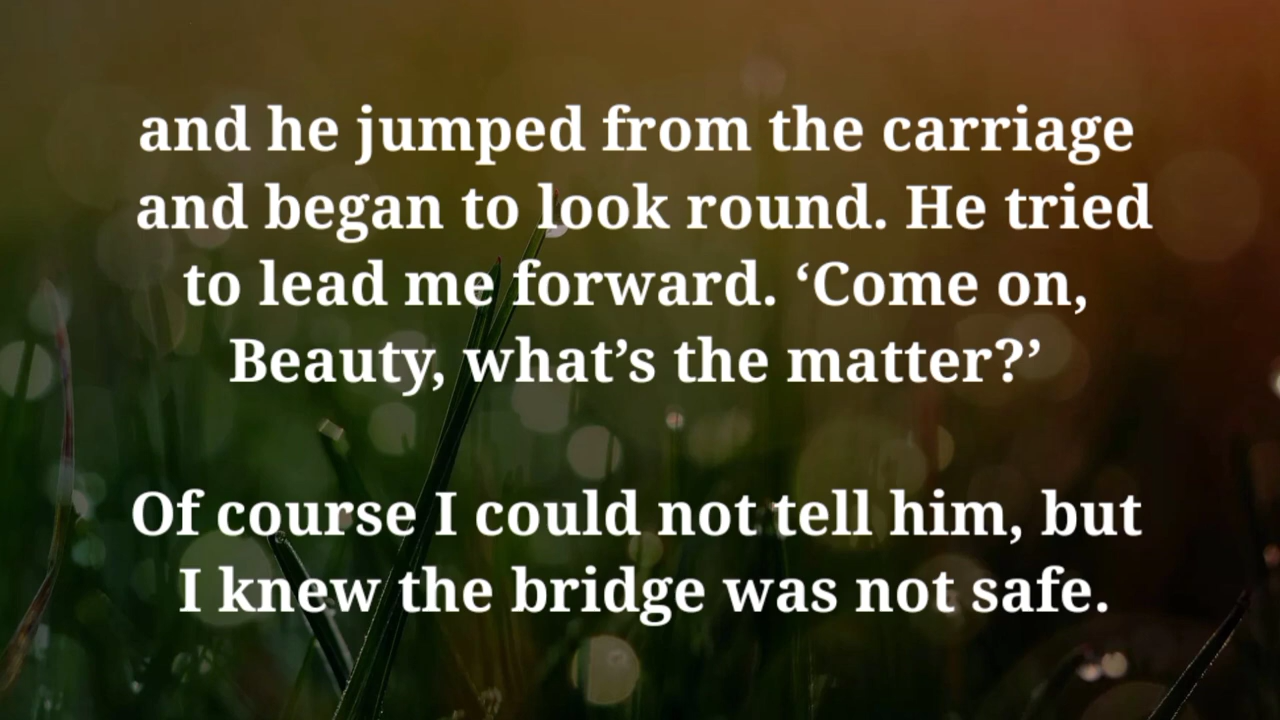 and he jumped from the carriage
and began to look round. He tried
to lead me forward. ‘Come on,
Beauty, what’s the matter?’
Of course I could not tell him, but
I knew the bridge was not safe.